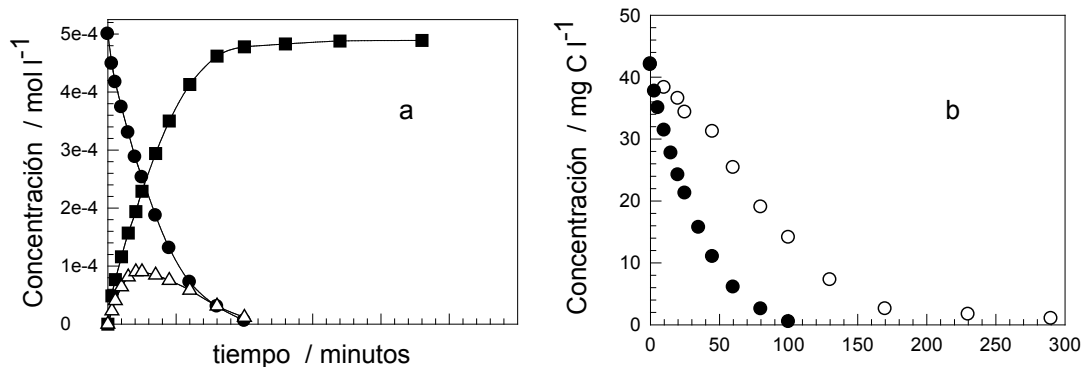 5e-4
4e-4
3e-4
2e-4
1e-4
0
Concentración / mol l⁻¹
a
tiempo / minutos
50
40
30
20
10
0
Concentración / mg C l⁻¹
b
0 50 100 150 200 250 300